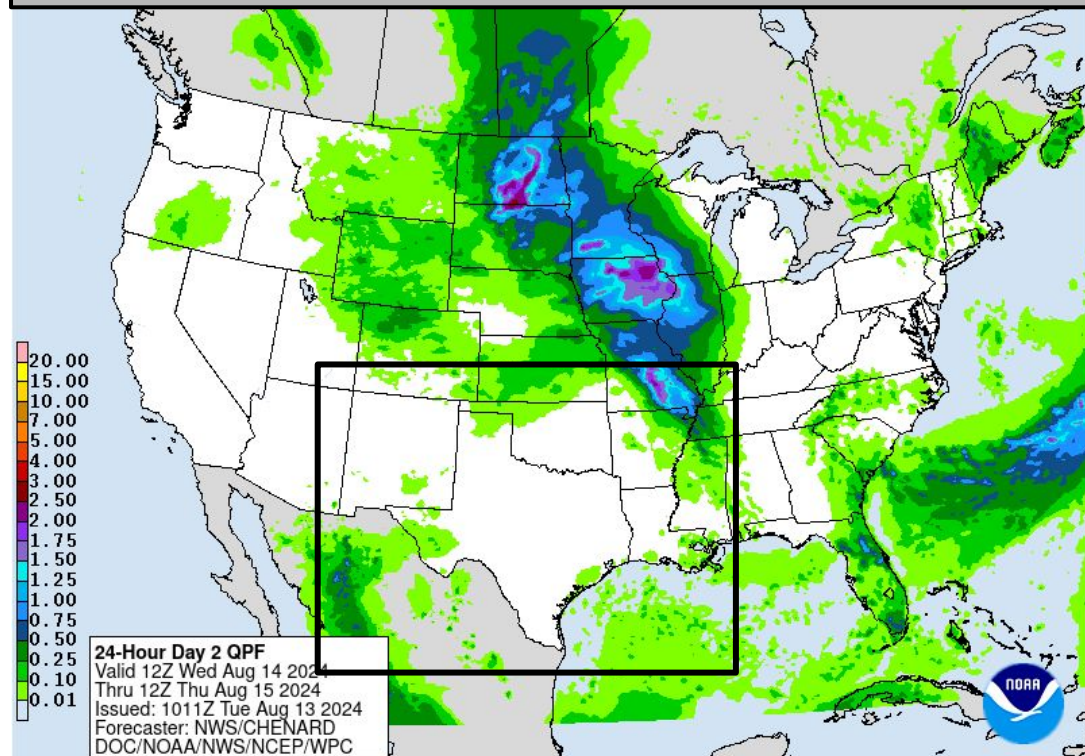 20.00
15.00
10.00
7.00
5.00
4.00
3.00
2.50
2.00
1.75
1.50
1.25
1.00
0.75
0.50
0.25
0.10
0.01
24-Hour Day 2 QPF
Valid 12Z Wed Aug 14 2024
Thru 12Z Thu Aug 15 2024
Issued: 1011Z Tue Aug 13 2024
Forecaster: NWS/CHENARD
DOC/NOAA/NWS/NCEP/WPC
NOAA